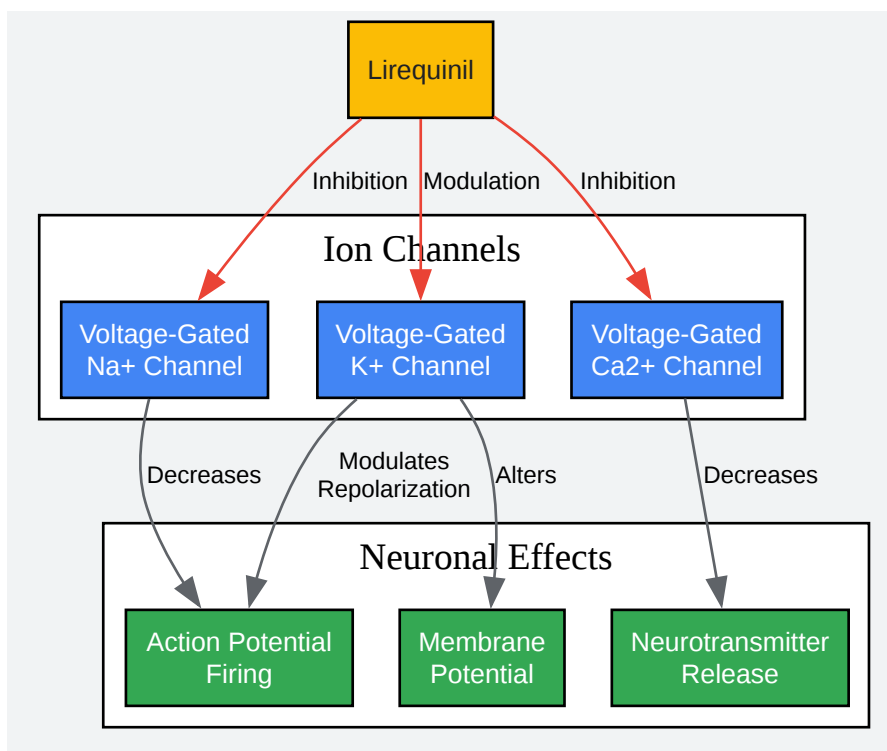 Lirequinil
Inhibition
Modulation
Inhibition
Ion Channels
Voltage-Gated
Na+ Channel
Voltage-Gated
K+ Channel
Voltage-Gated
Ca2+ Channel
Decreases
Modulates
Repolarization
Alters
Decreases
Neuronal Effects
Action Potential
Firing
Membrane
Potential
Neurotransmitter
Release